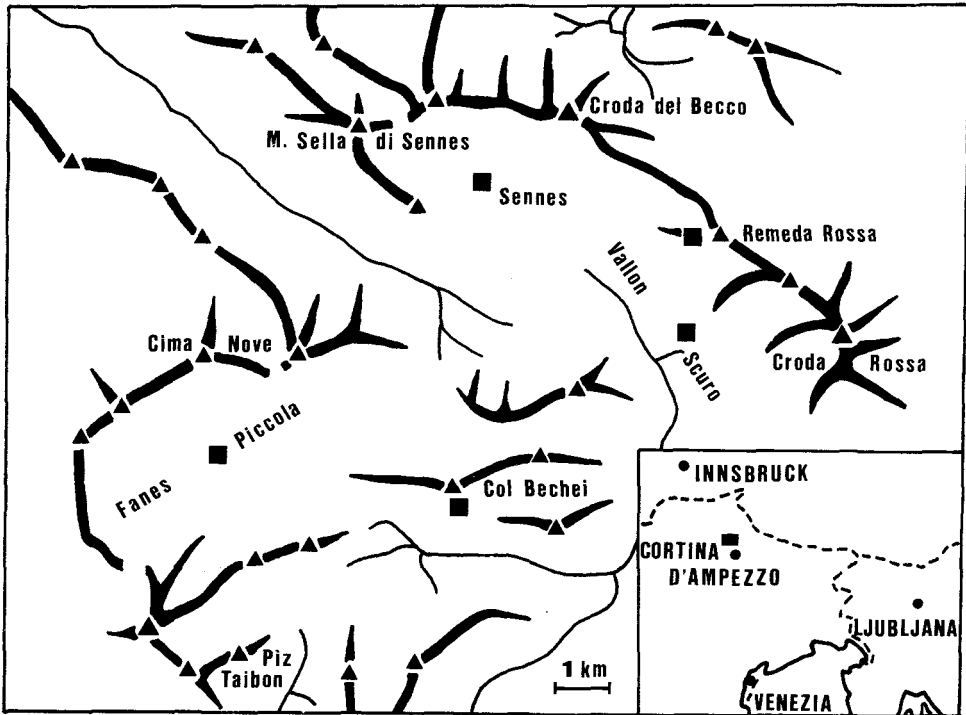 Croda del Becco
M. Sella di Sennes
Sennes
Remeda Rossa
Vallon
Scuro
Cima Nove
Croda Rossa
Piccola
Fanes
Col Bechei
Piz
Taibon
1 km
INNSBRUCK
CORTINA
D'AMPEZZO
LJUBLJANA
VENEZIA